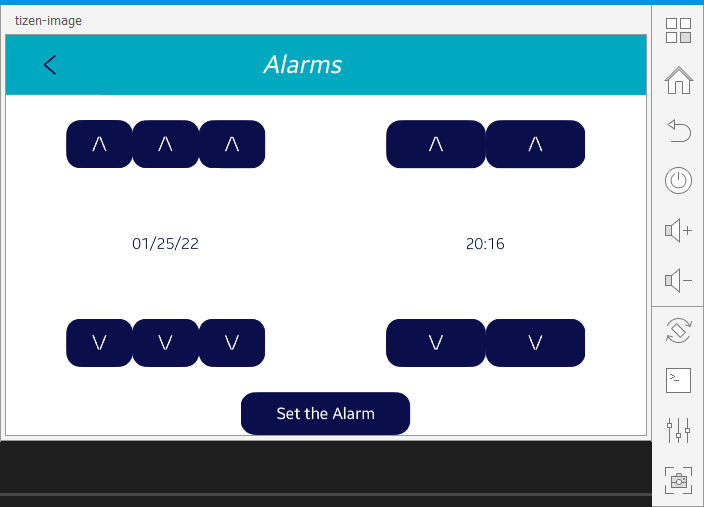 tizen-image
Alarms
/\ /\ /\ /\ /\
01/25/22 20:16
\/ \/ \/ \/ \/
Set the Alarm
>_